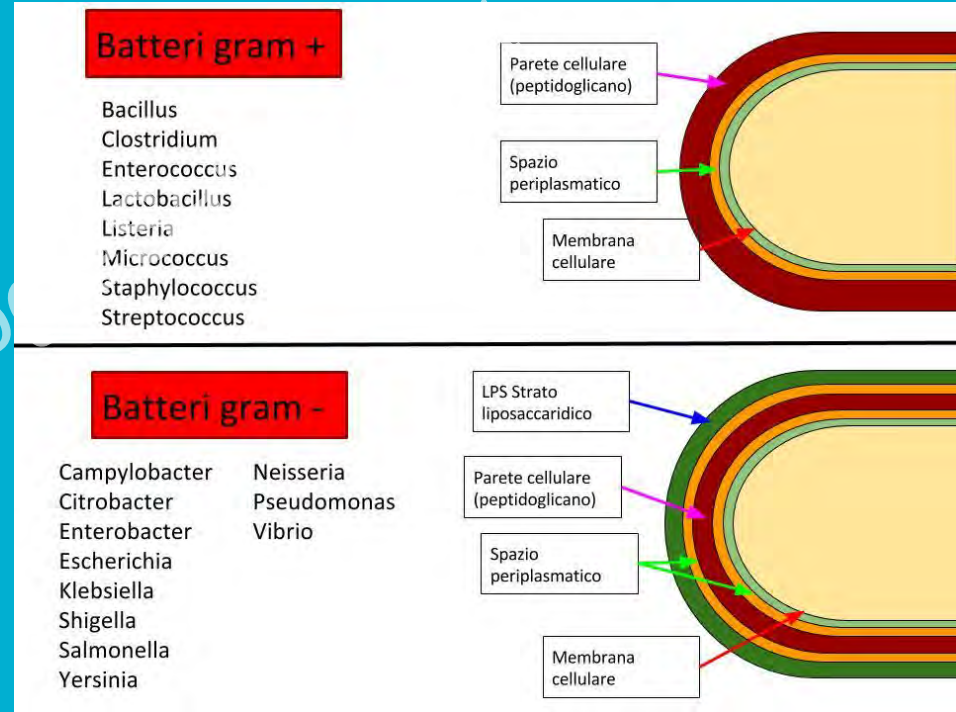 Batteri gram +
Bacillus
Clostridium
Enterococcus
Lactobacillus
Listeria
Micrococcus
Staphylococcus
Streptococcus
Parete cellulare
(peptidoglicano)
Spazio
periplasmatico
Membrana
cellulare
Batteri gram -
Campylobacter
Citrobacter
Enterobacter
Escherichia
Klebsiella
Shigella
Salmonella
Yersinia
Neisseria
Pseudomonas
Vibrio
LPS Strato
liposaccaridico
Parete cellulare
(peptidoglicano)
Spazio
periplasmatico
Membrana
cellulare